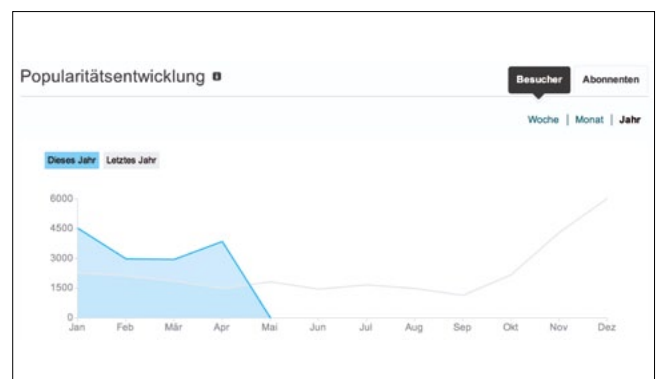 Popularitätsentwicklung
Besucher Abonnenten
Woche | Monat | Jahr
Dieses Jahr Letztes Jahr
6000
4500
3000
1500
0
Jan Feb Mär Apr Mai Jun Jul Aug Sep Okt Nov Dez